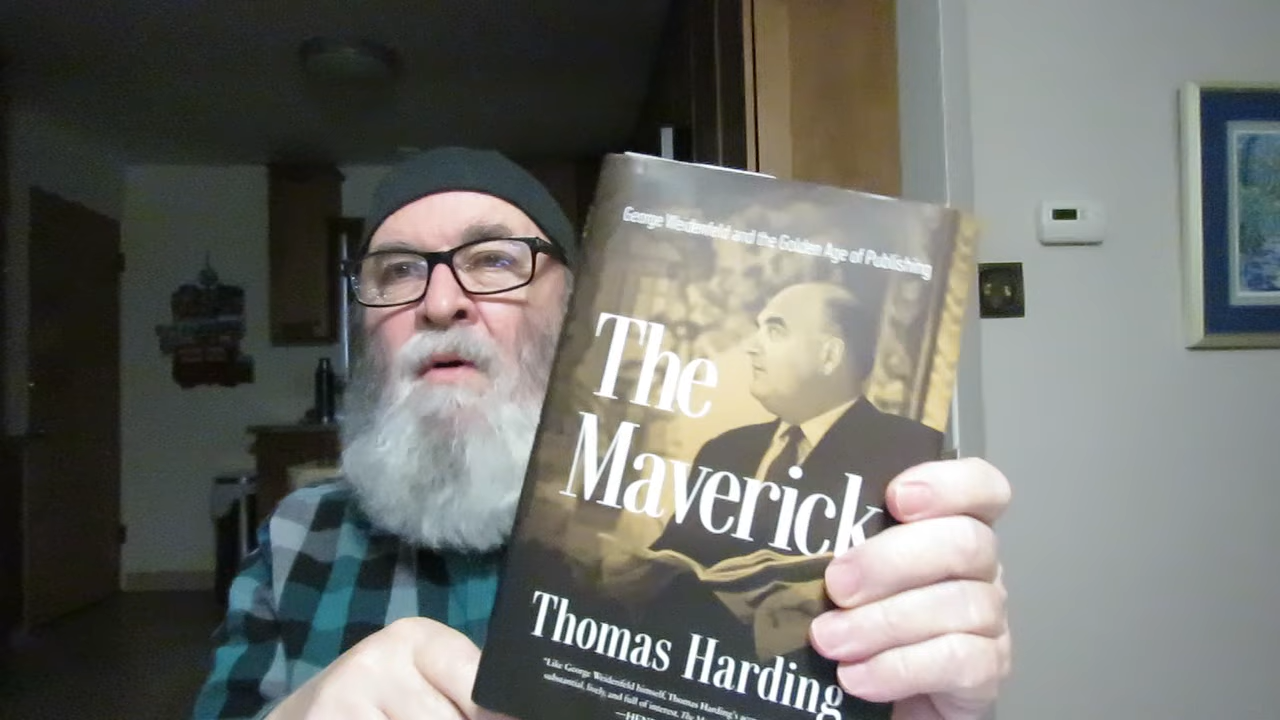 George Weidenfeld and the Golden Age of Publishing
The
Maverick
Thomas Harding
"Like George Weidenfeld himself, Thomas Harding's
substantial, lively, and full of interest. The